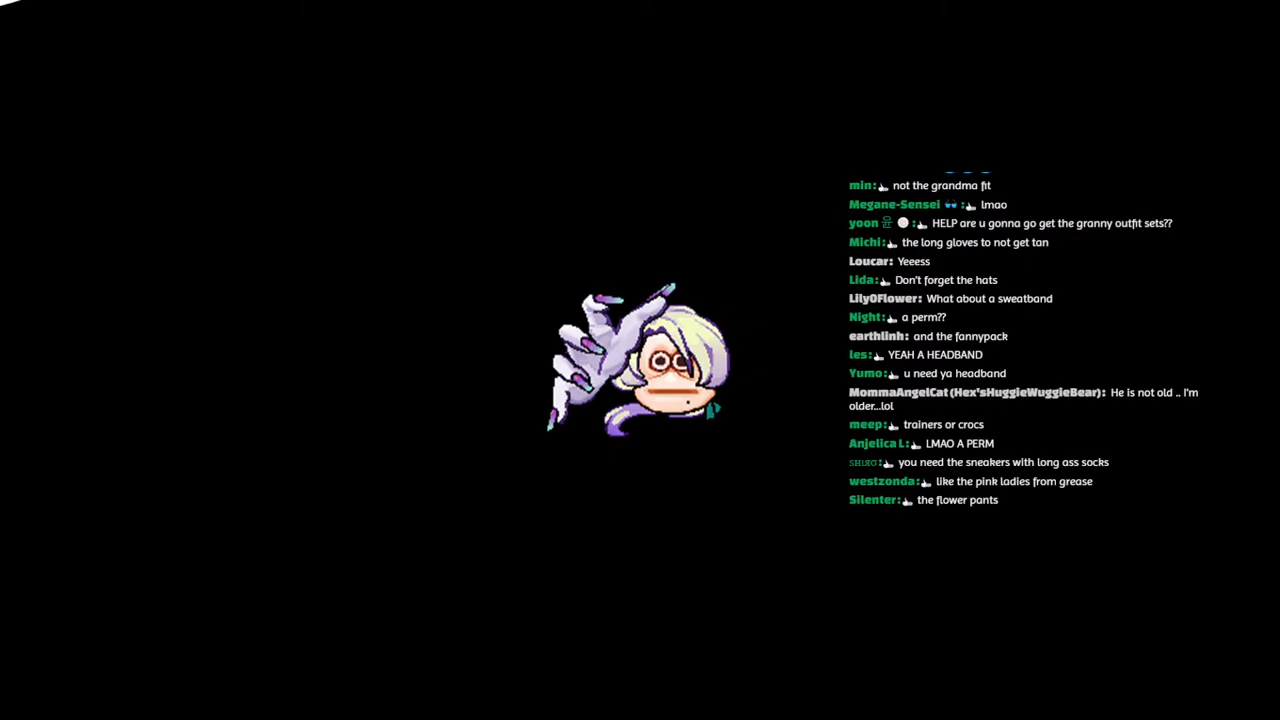 min: not the grandma fit
Megane-Sensei : lmao
yoon 윤 : HELP are u gonna go get the granny outfit sets??
Michi: the long gloves to not get tan
Loucar: Yeeess
Lida: Don't forget the hats
LilyOFlower: What about a sweatband
Night: a perm??
earthlinh: and the fannypack
les: YEAH A HEADBAND
Yumo: u need ya headband
MommaAngelCat (Hex'sHuggieWuggieBear): He is not old .. I'm
older...lol
meep: trainers or crocs
Anjelica L: LMAO A PERM
you need the sneakers with long ass socks
westzonda: like the pink ladies from grease
Silenter: the flower pants